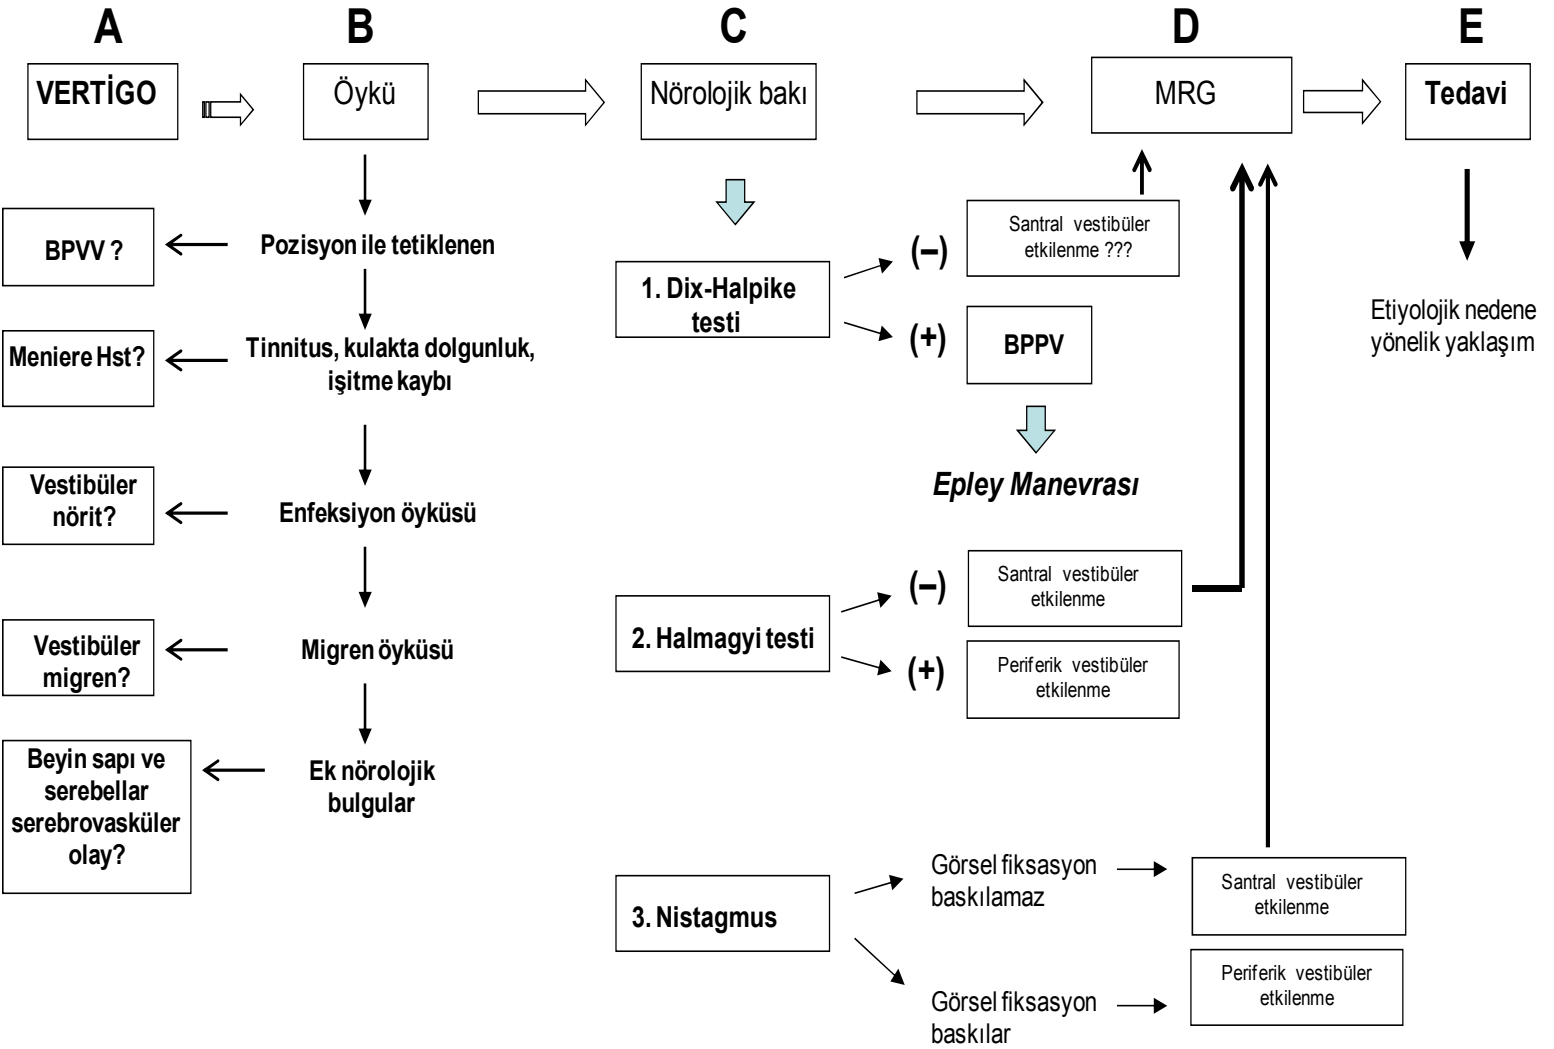 A
B
C
D
E
VERTİGO
Öykü
Nörolojik bakı
MRG
Tedavi
BPVV ?
Pozisyon ile tetiklenen
Meniere Hst?
Tinnitus, kulakta dolgunluk,
işitme kaybı
Vestibüler
nörit?
Enfeksiyon öyküsü
Vestibüler
migren?
Migren öyküsü
Beyin sapı ve
serebellar
serebrovasküler
olay?
Ek nörolojik
bulgular
1. Dix-Halpike
testi
(–)
Santral vestibüler
etkilenme ???
(+)
BPPV
Epley Manevrası
2. Halmagyi testi
(–)
Santral vestibüler
etkilenme
(+)
Periferik vestibüler
etkilenme
3. Nistagmus
Görsel fiksasyon
baskılamaz
Santral vestibüler
etkilenme
Görsel fiksasyon
baskılar
Periferik vestibüler
etkilenme
Etiyolojik nedene
yönelik yaklaşım